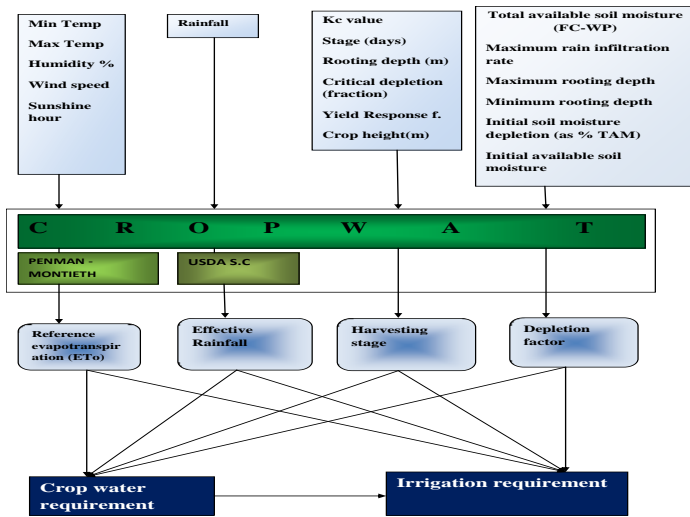 Min Temp
Max Temp
Humidity %
Wind speed
Sunshine
hour
Rainfall
Kc value
Stage (days)
Rooting depth (m)
Critical depletion
(fraction)
Yield Response f.
Crop height(m)
Total available soil moisture
(FC-WP)
Maximum rain infiltration
rate
Maximum rooting depth
Minimum rooting depth
Initial soil moisture
depletion (as % TAM)
Initial available soil
moisture
C R O P W A T
PENMAN -
MONTIETH
USDA S.C
Reference
evapotranspir
ation (ETo)
Effective
Rainfall
Harvesting
stage
Depletion
factor
Crop water
requirement
Irrigation requirement